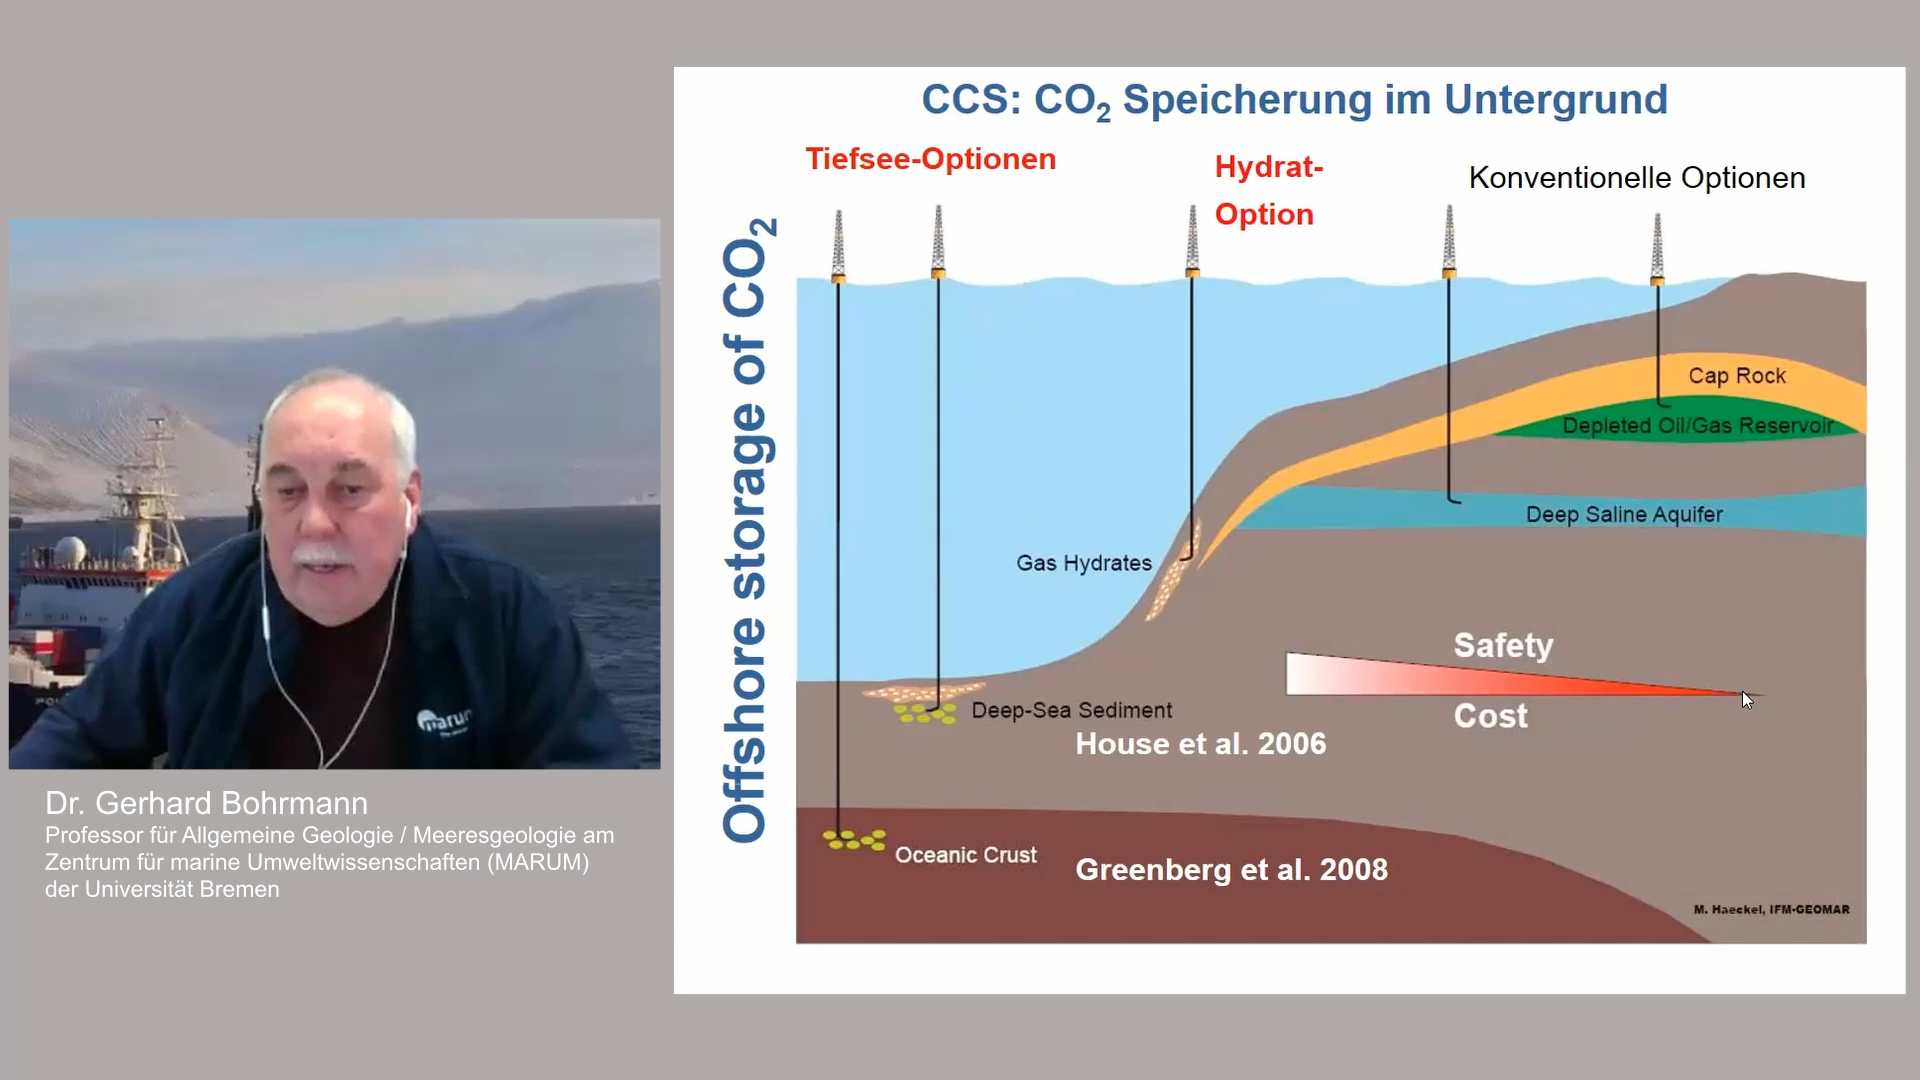 CCS: CO₂ Speicherung im Untergrund
Tiefsee-Optionen
Hydrat-
Option
Konventionelle Optionen
Offshore storage of CO₂
Cap Rock
Depleted Oil/Gas Reservoir
Deep Saline Aquifer
Gas Hydrates
Safety
Cost
Deep-Sea Sediment
House et al. 2006
Oceanic Crust
Greenberg et al. 2008
M. Haeckel, IFM-GEOMAR
marum
Dr. Gerhard Bohrmann
Professor für Allgemeine Geologie / Meeresgeologie am
Zentrum für marine Umweltwissenschaften (MARUM)
der Universität Bremen